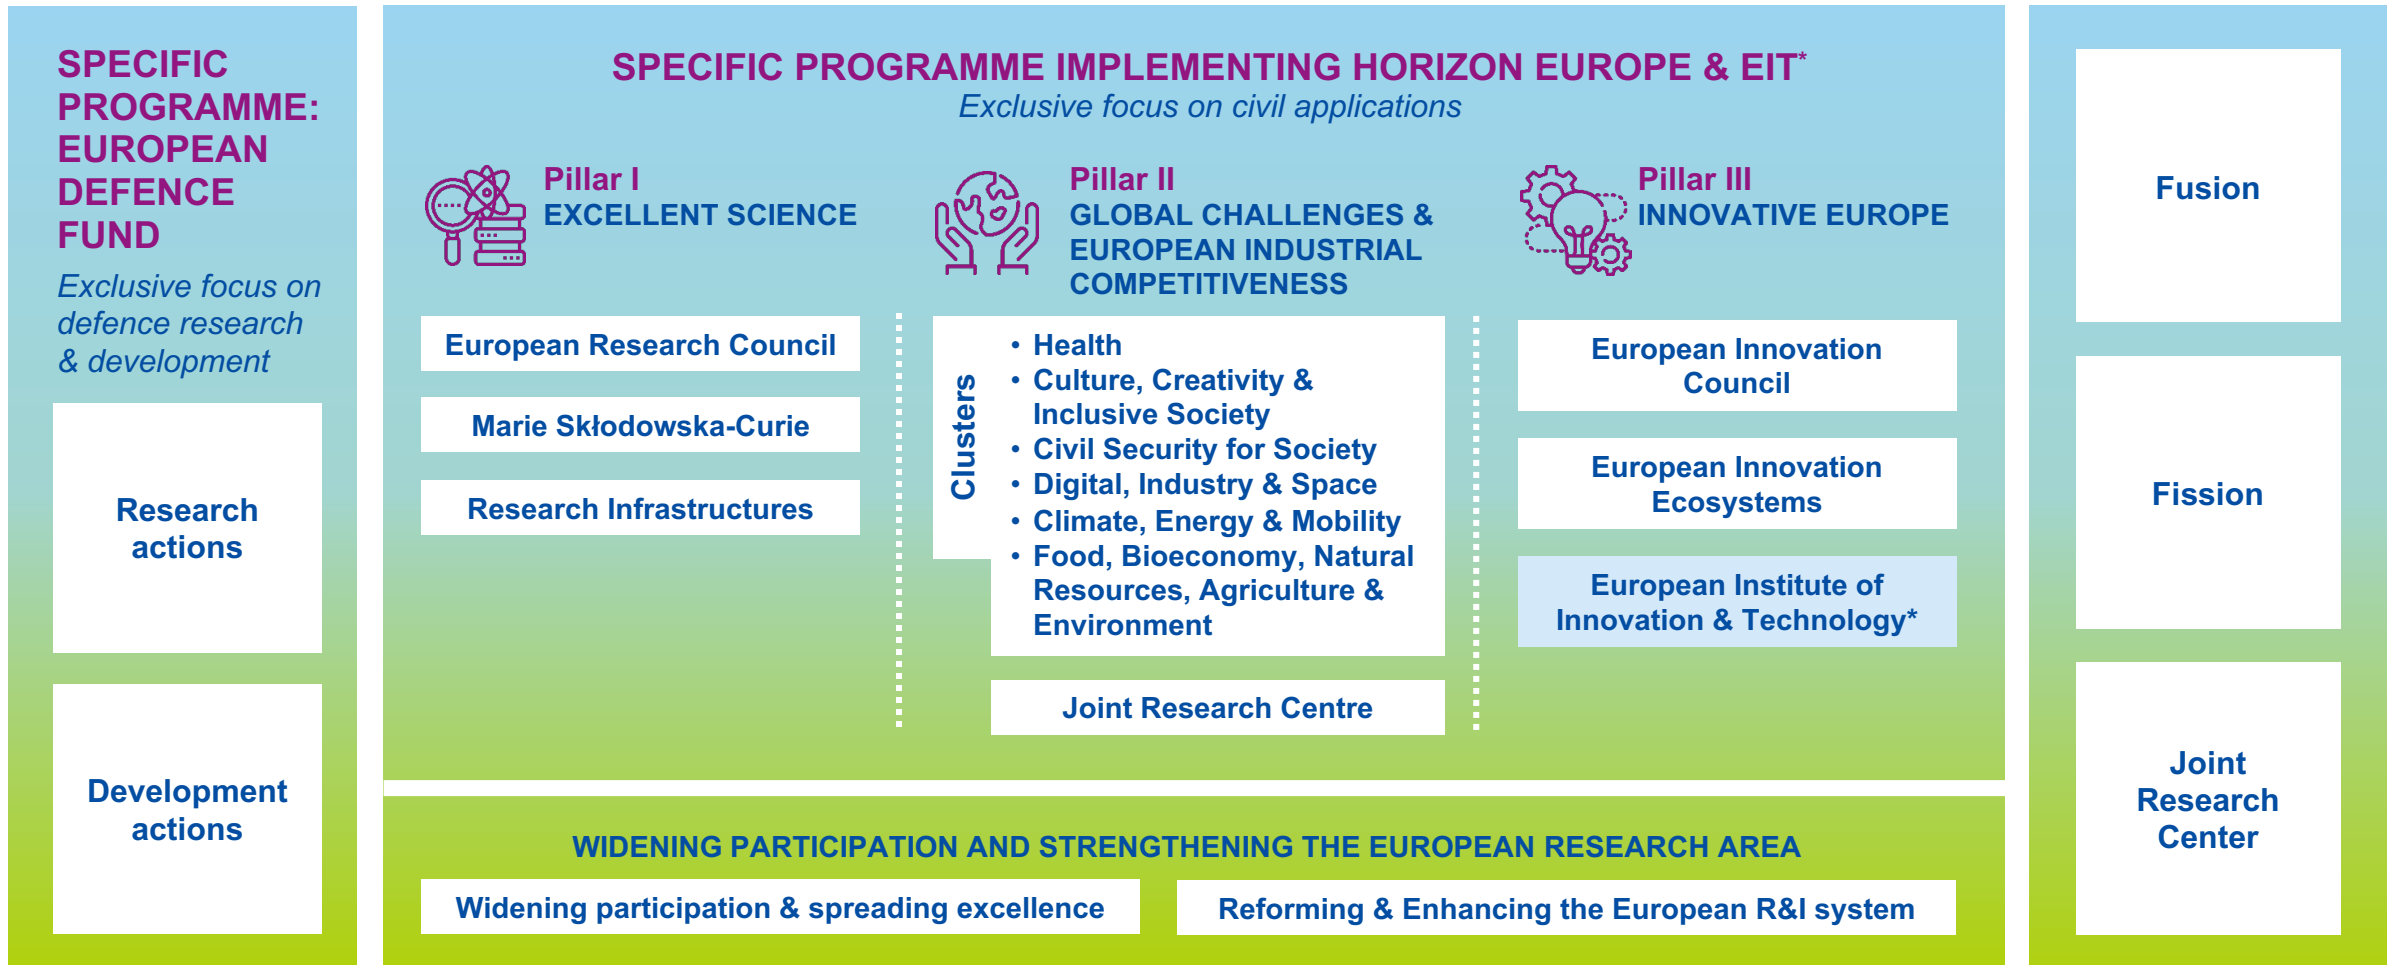 SPECIFIC
PROGRAMME:
EUROPEAN
DEFENCE
FUND
Exclusive focus on
defence research
& development
Research
actions
Development
actions
SPECIFIC PROGRAMME IMPLEMENTING HORIZON EUROPE & EIT*
Exclusive focus on civil applications
Pillar I
EXCELLENT SCIENCE
European Research Council
Marie Skłodowska-Curie
Research Infrastructures
Pillar II
GLOBAL CHALLENGES &
EUROPEAN INDUSTRIAL
COMPETITIVENESS
Clusters
• Health
• Culture, Creativity &
Inclusive Society
• Civil Security for Society
• Digital, Industry & Space
• Climate, Energy & Mobility
• Food, Bioeconomy, Natural
Resources, Agriculture &
Environment
Joint Research Centre
Pillar III
INNOVATIVE EUROPE
European Innovation
Council
European Innovation
Ecosystems
European Institute of
Innovation & Technology*
WIDENING PARTICIPATION AND STRENGTHENING THE EUROPEAN RESEARCH AREA
Widening participation & spreading excellence
Reforming & Enhancing the European R&I system
Fusion
Fission
Joint
Research
Center